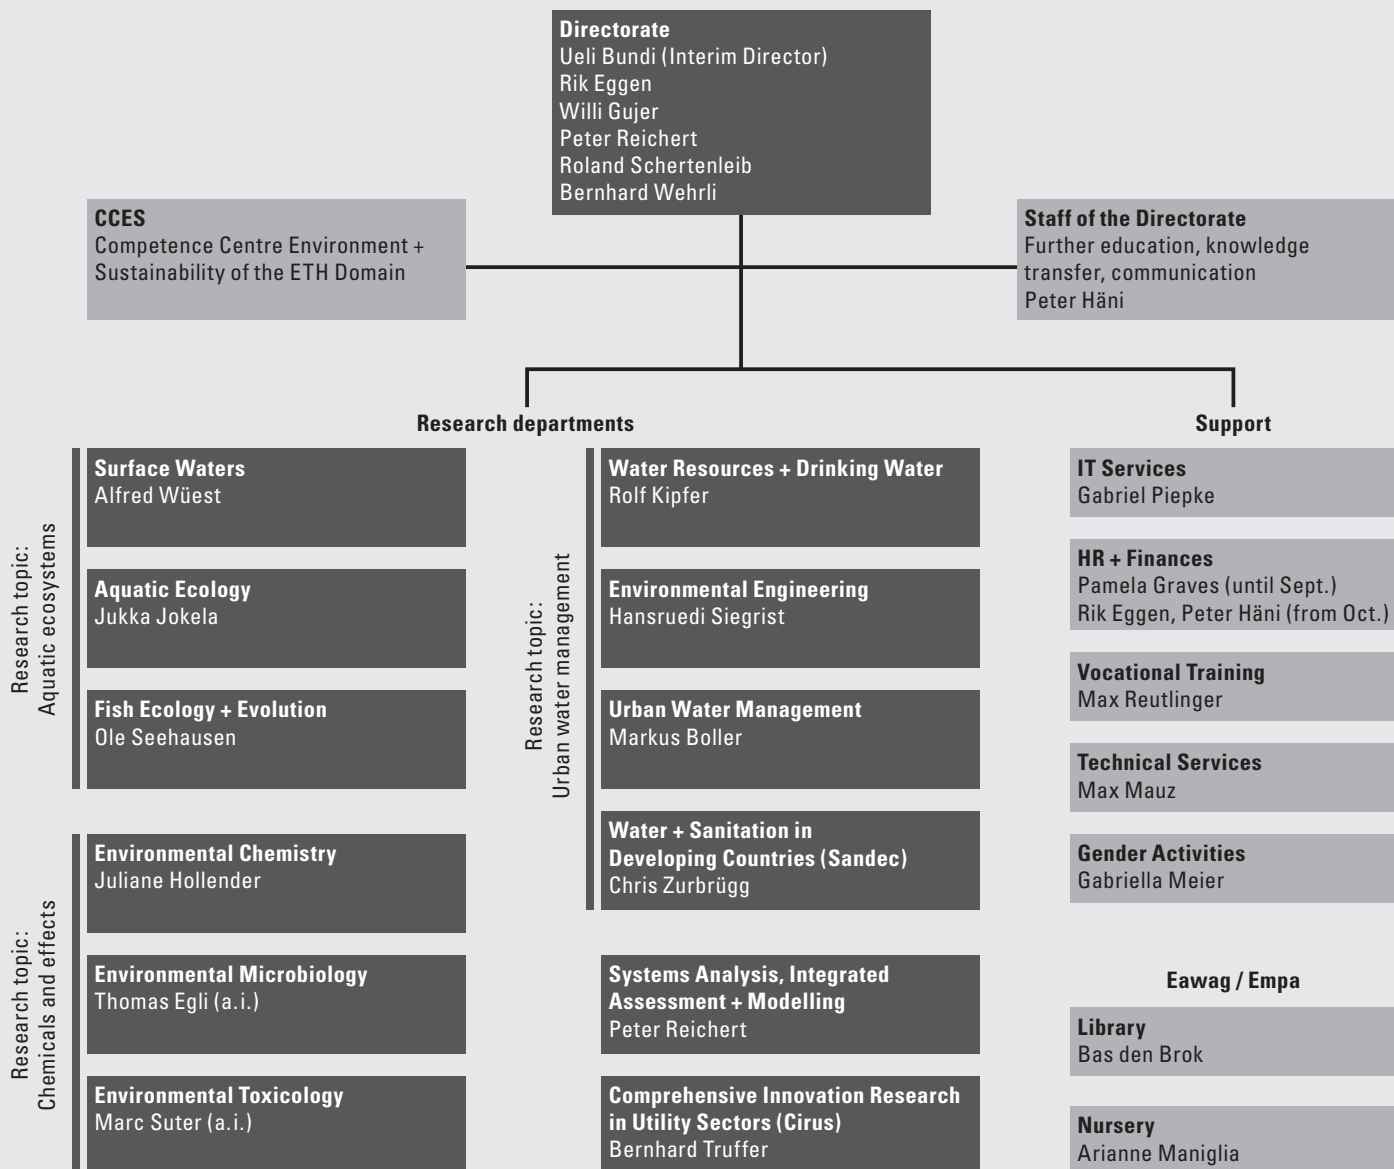 Directorate
Ueli Bundi (Interim Director)
Rik Eggen
Willi Gujer
Peter Reichert
Roland Schertenleib
Bernhard Wehrli
CCES
Competence Centre Environment +
Sustainability of the ETH Domain
Staff of the Directorate
Further education, knowledge
transfer, communication
Peter Häni
Research departments
Research topic:
Aquatic ecosystems
Surface Waters
Alfred Wüest
Aquatic Ecology
Jukka Jokela
Fish Ecology + Evolution
Ole Seehausen
Research topic:
Chemicals and effects
Environmental Chemistry
Juliane Hollender
Environmental Microbiology
Thomas Egli (a.i.)
Environmental Toxicology
Marc Suter (a.i.)
Research topic:
Urban water management
Water Resources + Drinking Water
Rolf Kipfer
Environmental Engineering
Hansruedi Siegrist
Urban Water Management
Markus Boller
Water + Sanitation in
Developing Countries (Sandec)
Chris Zurbrügg
Systems Analysis, Integrated
Assessment + Modelling
Peter Reichert
Comprehensive Innovation Research
in Utility Sectors (Cirus)
Bernhard Truffer
Support
IT Services
Gabriel Piepke
HR + Finances
Pamela Graves (until Sept.)
Rik Eggen, Peter Häni (from Oct.)
Vocational Training
Max Reutlinger
Technical Services
Max Mauz
Gender Activities
Gabriella Meier
Eawag / Empa
Library
Bas den Brok
Nursery
Arianne Maniglia